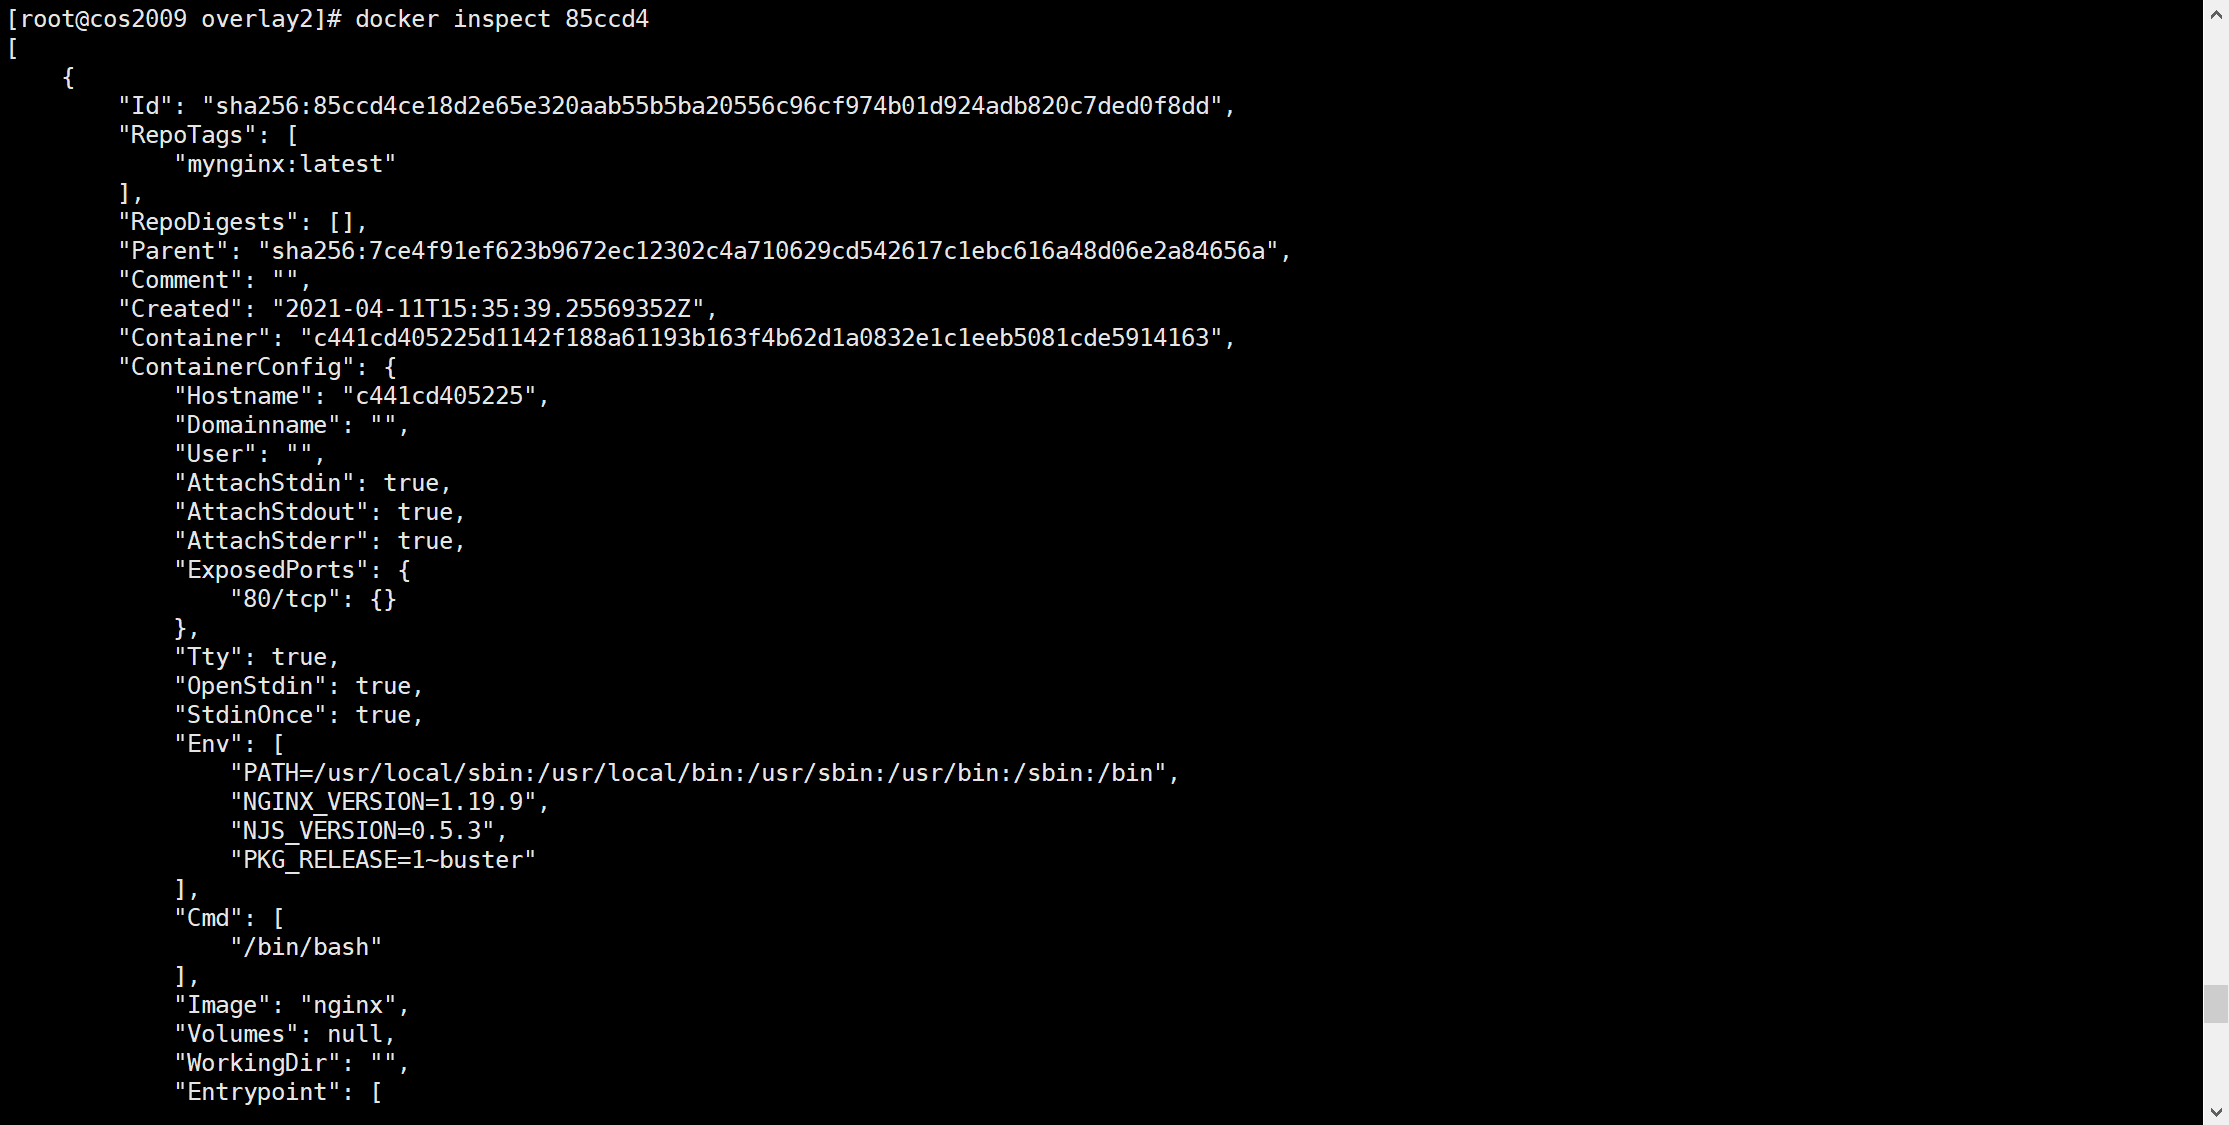 [root@cos2009 overlay2]# docker inspect 85ccd4
[
    {
        "Id": "sha256:85ccd4ce18d2e65e320aab55b5ba20556c96cf974b01d924adb820c7ded0f8dd",
        "RepoTags": [
            "mynginx:latest"
        ],
        "RepoDigests": [],
        "Parent": "sha256:7ce4f91ef623b9672ec12302c4a710629cd542617c1ebc616a48d06e2a84656a",
        "Comment": "",
        "Created": "2021-04-11T15:35:39.25569352Z",
        "Container": "c441cd405225d1142f188a61193b163f4b62d1a0832e1c1eeb5081cde5914163",
        "ContainerConfig": {
            "Hostname": "c441cd405225",
            "Domainname": "",
            "User": "",
            "AttachStdin": true,
            "AttachStdout": true,
            "AttachStderr": true,
            "ExposedPorts": {
                "80/tcp": {}
            },
            "Tty": true,
            "OpenStdin": true,
            "StdinOnce": true,
            "Env": [
                "PATH=/usr/local/sbin:/usr/local/bin:/usr/sbin:/usr/bin:/sbin:/bin",
                "NGINX_VERSION=1.19.9",
                "NJS_VERSION=0.5.3",
                "PKG_RELEASE=1~buster"
            ],
            "Cmd": [
                "/bin/bash"
            ],
            "Image": "nginx",
            "Volumes": null,
            "WorkingDir": "",
            "Entrypoint": [